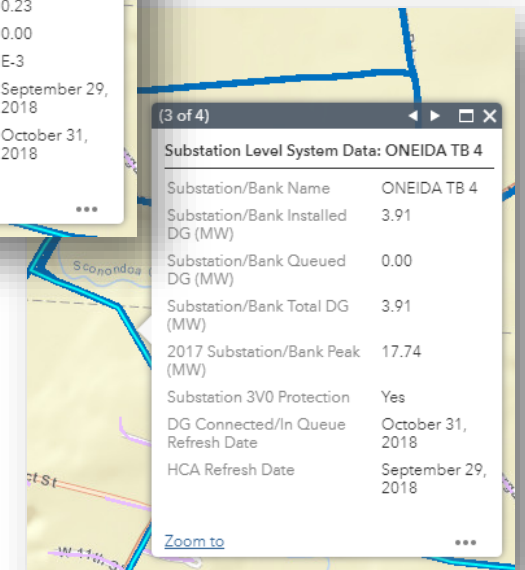 0.23
0.00
E-3
September 29,
2018
October 31,
2018
Sconondoa
(3 of 4)
Substation Level System Data: ONEIDA TB 4
Substation/Bank Name ONEIDA TB 4
Substation/Bank Installed 3.91
DG (MW)
Substation/Bank Queued 0.00
DG (MW)
Substation/Bank Total DG 3.91
(MW)
2017 Substation/Bank Peak 17.74
(MW)
Substation 3V0 Protection Yes
DG Connected/In Queue October 31,
Refresh Date 2018
HCA Refresh Date September 29,
2018
Zoom to
ct St
W 11th